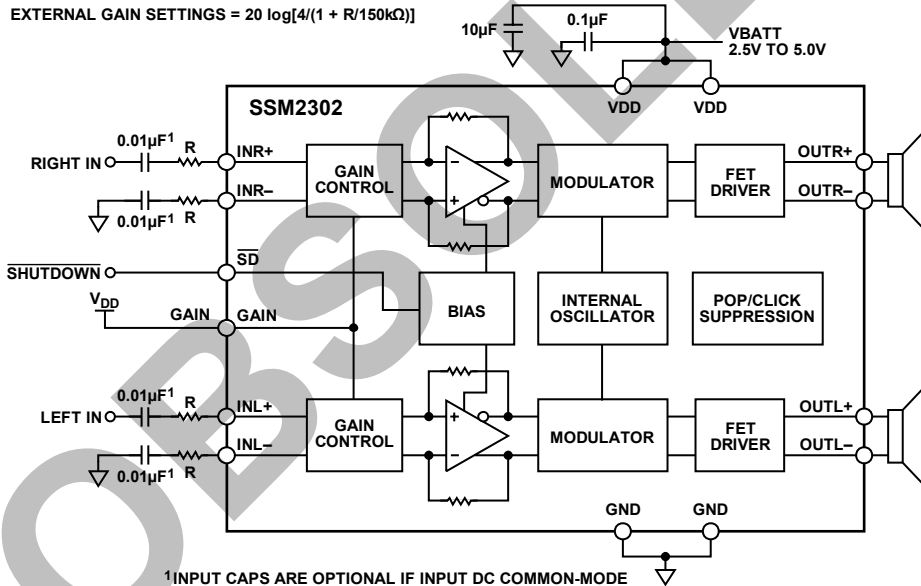 EXTERNAL GAIN SETTINGS = 20 log[4/(1 + R/150kΩ)]
10µF
0.1µF
VBATT
2.5V TO 5.0V
VDD
VDD
SSM2302
0.01µF1
R
RIGHT IN
INR+
INR–
0.01µF1
R
GAIN
CONTROL
MODULATOR
FET
DRIVER
OUTR+
OUTR–
SHUTDOWN
SD
VDD
GAIN
GAIN
BIAS
INTERNAL
OSCILLATOR
POP/CLICK
SUPPRESSION
0.01µF1
R
LEFT IN
INL+
INL–
0.01µF1
R
GAIN
CONTROL
MODULATOR
FET
DRIVER
OUTL+
OUTL–
GND
GND
1INPUT CAPS ARE OPTIONAL IF INPUT DC COMMON-MODE
OBSOLE